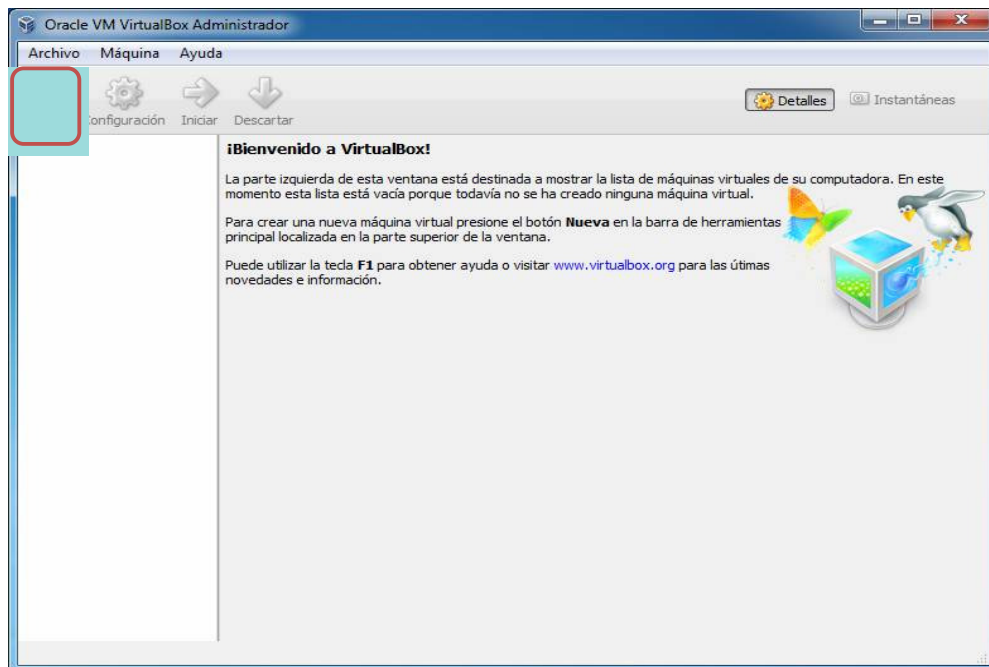 Oracle VM VirtualBox Administrador
Archivo Máquina Ayuda
onfiguración Iniciar Descartar
Detalles Instantáneas
¡Bienvenido a VirtualBox!
La parte izquierda de esta ventana está destinada a mostrar la lista de máquinas virtuales de su computadora. En este
momento esta lista está vacía porque todavía no se ha creado ninguna máquina virtual.
Para crear una nueva máquina virtual presione el botón Nueva en la barra de herramientas
principal localizada en la parte superior de la ventana.
Puede utilizar la tecla F1 para obtener ayuda o visitar www.virtualbox.org para las útimas
novedades e información.